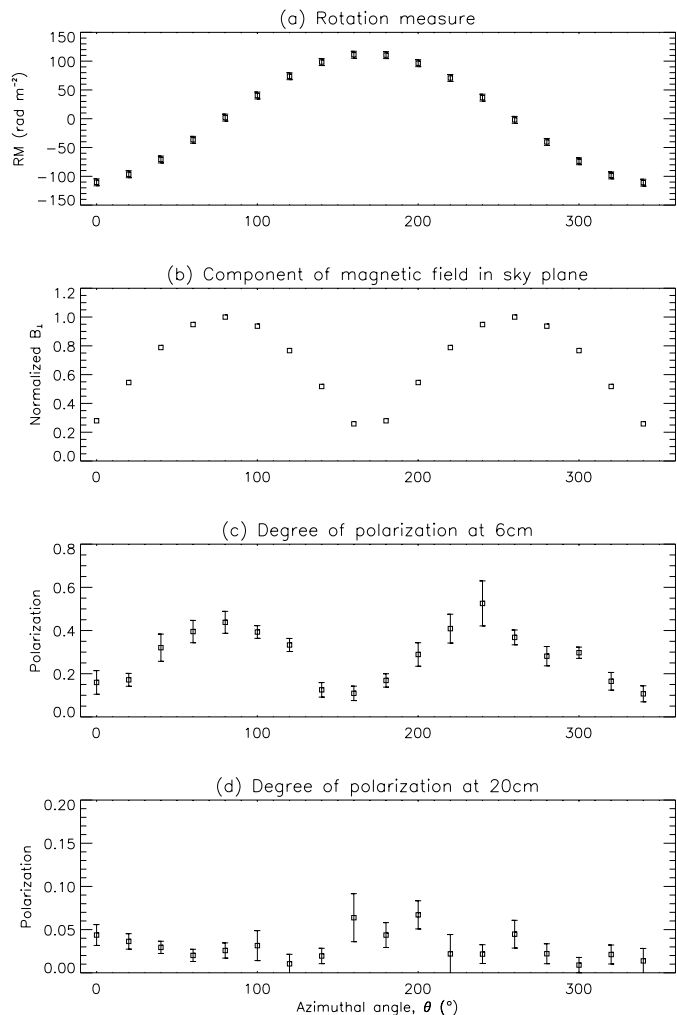 (a) Rotation measure
RM (rad m⁻²)
150
100
50
0
−50
−100
−150
0 100 200 300
(b) Component of magnetic field in sky plane
Normalized B⊥
1.2
1.0
0.8
0.6
0.4
0.2
0.0
0 100 200 300
(c) Degree of polarization at 6cm
Polarization
0.8
0.6
0.4
0.2
0.0
0 100 200 300
(d) Degree of polarization at 20cm
Polarization
0.20
0.15
0.10
0.05
0.00
0 100 200 300
Azimuthal angle, θ (°)